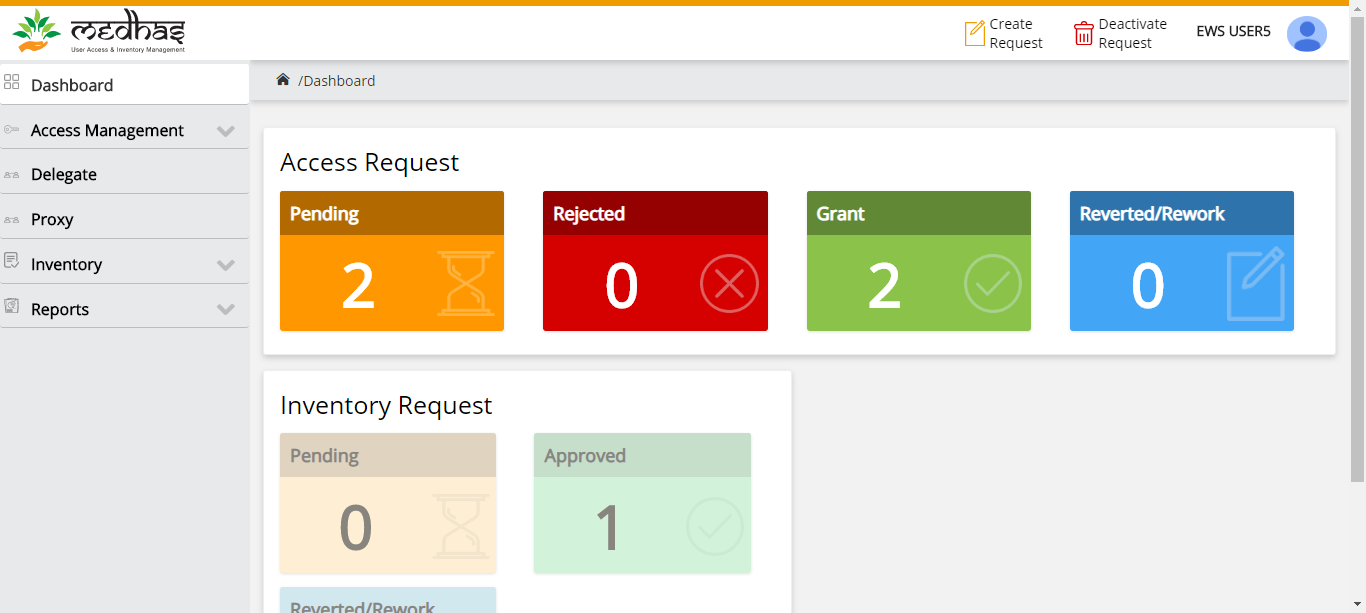 medhas
User Access & Inventory Management
Create
Request
Deactivate
Request
EWS USER5
Dashboard
Access Management
Delegate
Proxy
Inventory
Reports
/Dashboard
Access Request
Pending
2
Rejected
0
Grant
2
Reverted/Rework
0
Inventory Request
Pending
0
Approved
1
Reverted/Rework